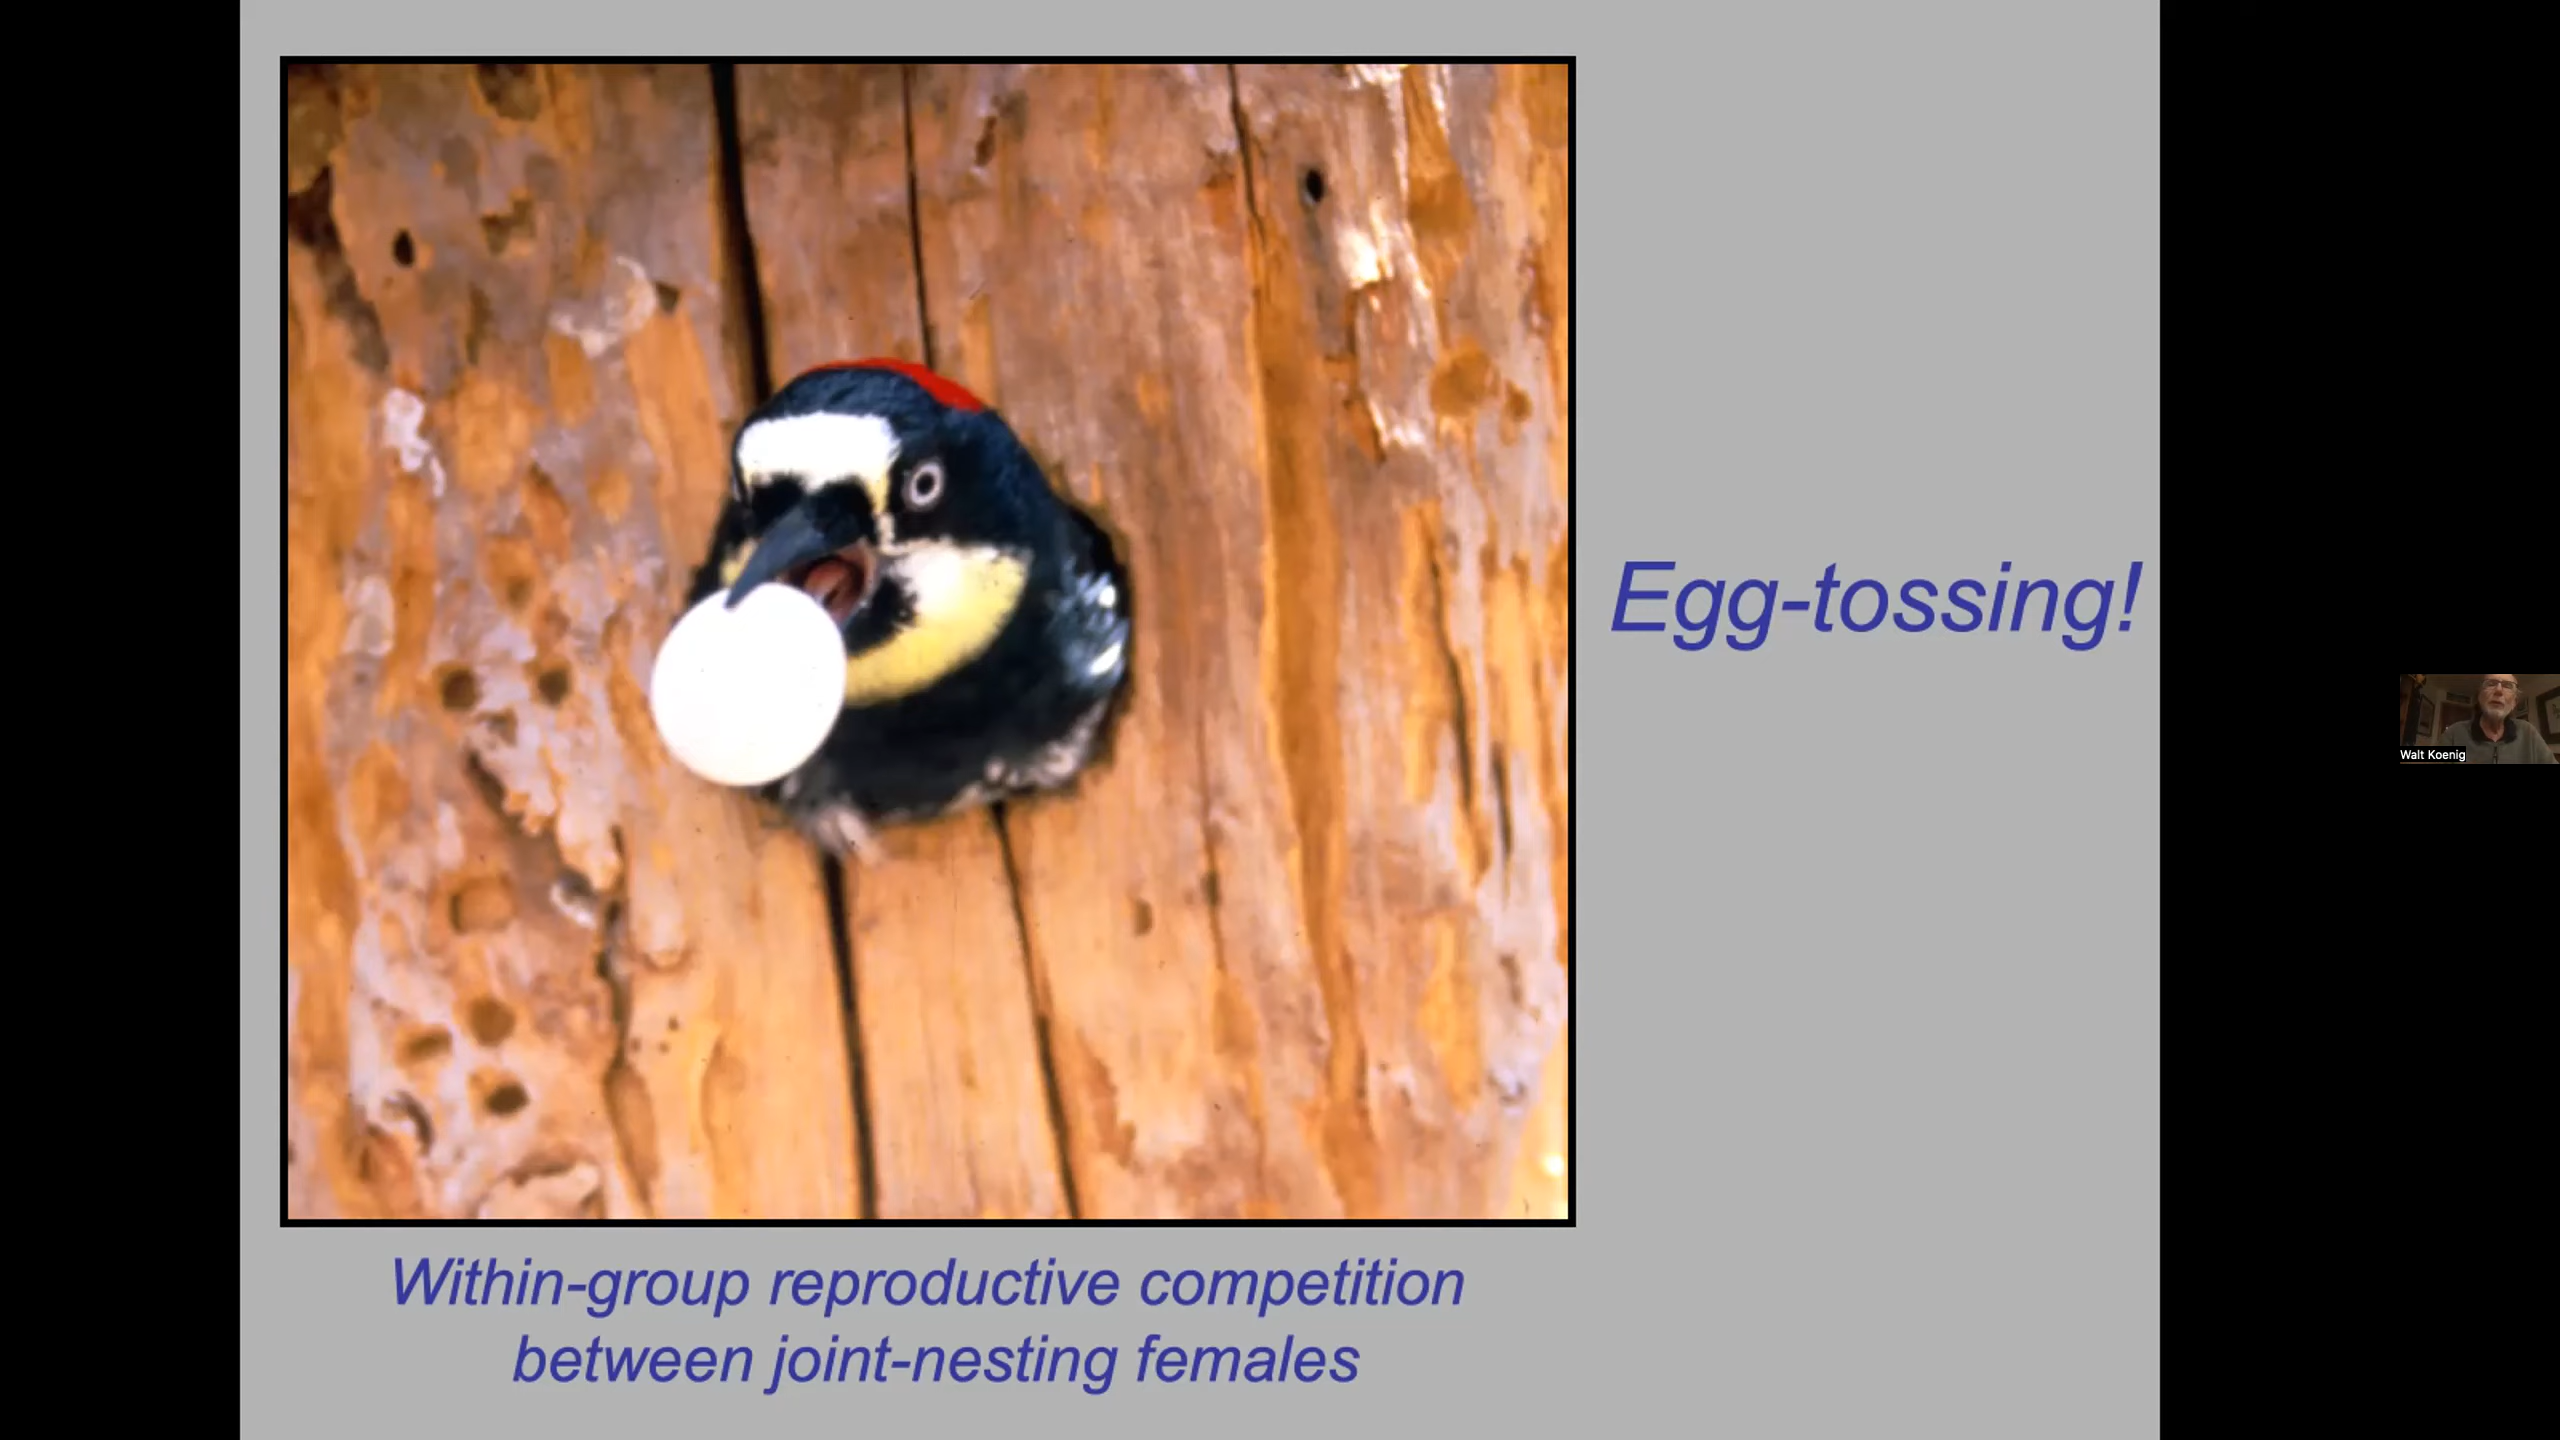 Egg-tossing!
Walt Koenig
Within-group reproductive competition
between joint-nesting females